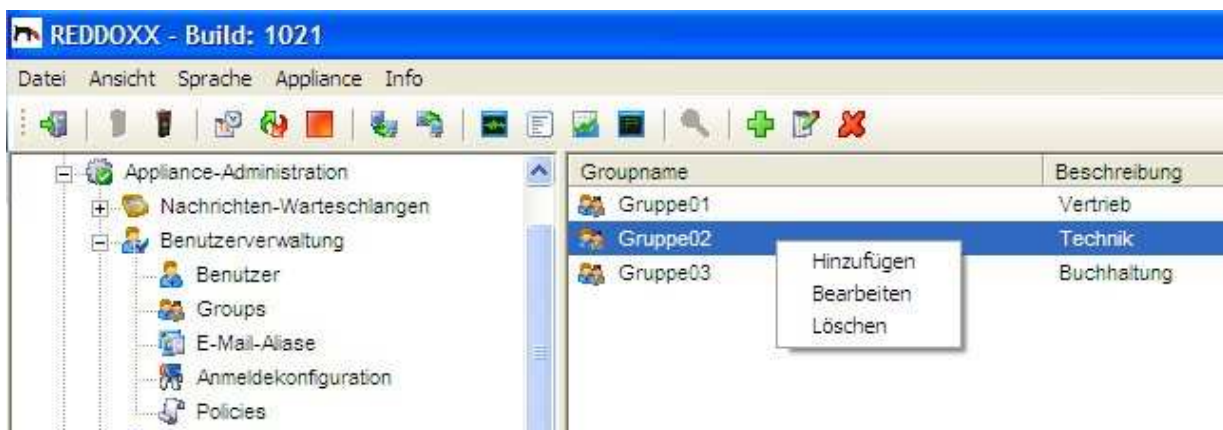 REDDOXX - Build: 1021
Datei Ansicht Sprache Appliance Info
Appliance-Administration
Nachrichten-Warteschlangen
Benutzerverwaltung
Benutzer
Groups
E-Mail-Aliase
Anmeldekonfiguration
Policies
Groupname Beschreibung
Gruppe01 Vertrieb
Gruppe02 Technik
Gruppe03 Buchhaltung
Hinzufügen
Bearbeiten
Löschen